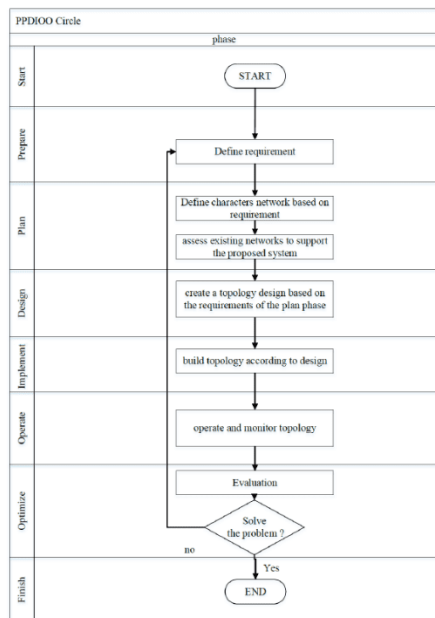 PPDIOO Circle
phase
Start
START
Prepare
Define requirement
Plan
Define characters network based on
requirement
assess existing networks to support
the proposed system
Design
create a topology design based on
the requirements of the plan phase
Implement
build topology according to design
Operate
operate and monitor topology
Optimize
Evaluation
Solve
the problem ?
no
Yes
Finish
END